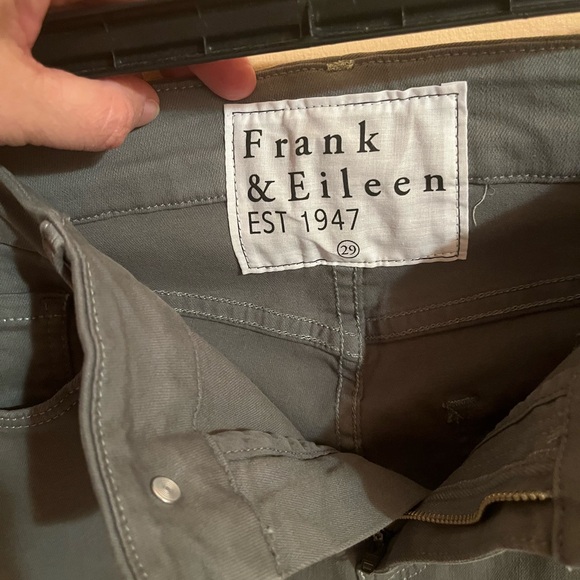 Frank
& Eileen
EST 1947
29